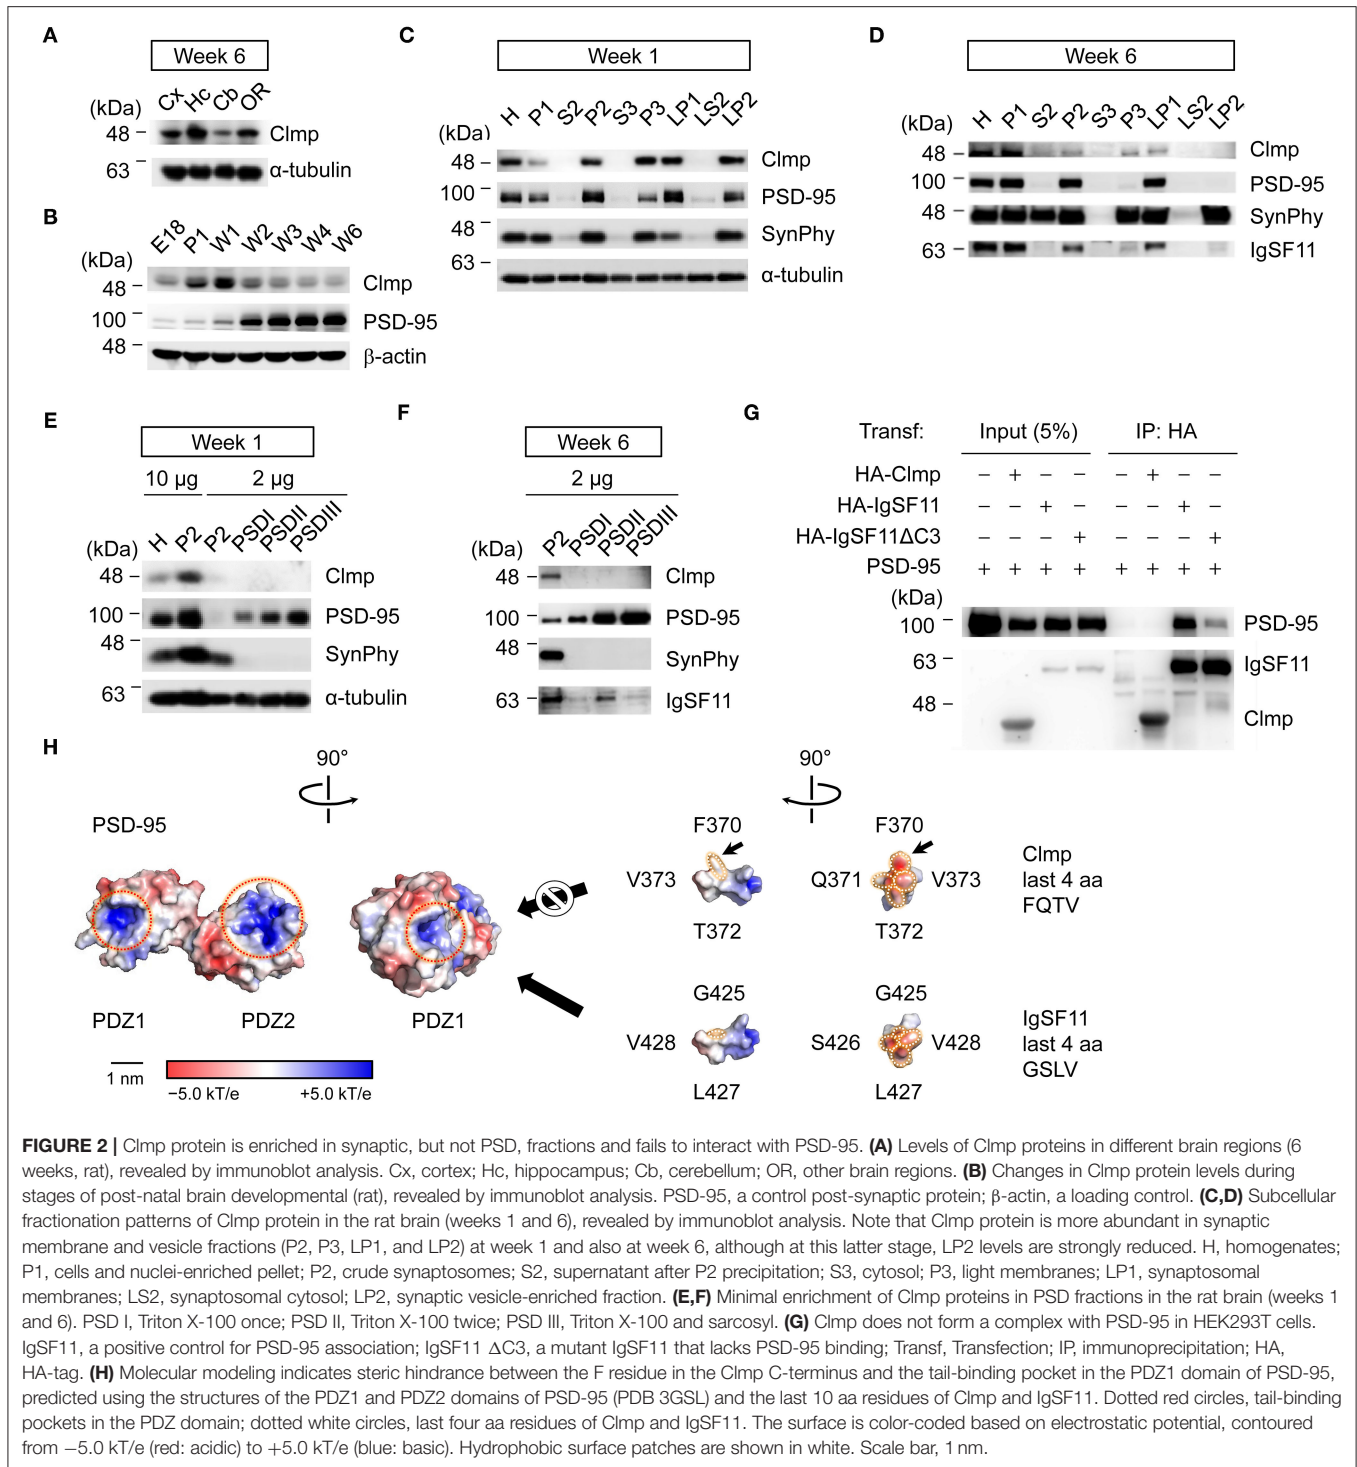 A
Week 6
Cx Hc Cb OR
(kDa)
48 Clmp
63 α-tubulin
B
E18 P1 W1 W2 W3 W4 W6
(kDa)
48 Clmp
100 PSD-95
48 β-actin
C
Week 1
H P1 S2 P2 S3 P3 LP1 LS2 LP2
(kDa)
48 Clmp
100 PSD-95
48 SynPhy
63 α-tubulin
D
Week 6
H P1 S2 P2 S3 P3 LP1 LS2 LP2
(kDa)
48 Clmp
100 PSD-95
48 SynPhy
63 IgSF11
E
Week 1
10 µg 2 µg
H P2 P2 PSDI PSDII PSDIII
(kDa)
48 Clmp
100 PSD-95
48 SynPhy
63 α-tubulin
F
Week 6
2 µg
P2 PSDI PSDII PSDIII
(kDa)
48 Clmp
100 PSD-95
48 SynPhy
63 IgSF11
G
Transf: Input (5%) IP: HA
HA-Clmp − + − − − + − −
HA-IgSF11 − − + − − − + −
HA-IgSF11ΔC3 − − − + − − − +
PSD-95 + + + + + + + +
(kDa)
100 PSD-95
63 IgSF11
48 Clmp
H
90° 90°
PSD-95
F370 F370
V373 Q371 V373
T372 T372
Clmp
last 4 aa
FQTV
G425 G425
V428 S426 V428
L427 L427
IgSF11
last 4 aa
GSLV
PDZ1 PDZ2 PDZ1
1 nm
−5.0 kT/e +5.0 kT/e
FIGURE 2 | Clmp protein is enriched in synaptic, but not PSD, fractions and fails to interact with PSD-95. (A) Levels of Clmp proteins in different brain regions (6
weeks, rat), revealed by immunoblot analysis. Cx, cortex; Hc, hippocampus; Cb, cerebellum; OR, other brain regions. (B) Changes in Clmp protein levels during
stages of post-natal brain developmental (rat), revealed by immunoblot analysis. PSD-95, a control post-synaptic protein; β-actin, a loading control. (C,D) Subcellular
fractionation patterns of Clmp protein in the rat brain (weeks 1 and 6), revealed by immunoblot analysis. Note that Clmp protein is more abundant in synaptic
membrane and vesicle fractions (P2, P3, LP1, and LP2) at week 1 and also at week 6, although at this latter stage, LP2 levels are strongly reduced. H, homogenates;
P1, cells and nuclei-enriched pellet; P2, crude synaptosomes; S2, supernatant after P2 precipitation; S3, cytosol; P3, light membranes; LP1, synaptosomal
membranes; LS2, synaptosomal cytosol; LP2, synaptic vesicle-enriched fraction. (E,F) Minimal enrichment of Clmp proteins in PSD fractions in the rat brain (weeks 1
and 6). PSD I, Triton X-100 once; PSD II, Triton X-100 twice; PSD III, Triton X-100 and sarcosyl. (G) Clmp does not form a complex with PSD-95 in HEK293T cells.
IgSF11, a positive control for PSD-95 association; IgSF11 ΔC3, a mutant IgSF11 that lacks PSD-95 binding; Transf, Transfection; IP, immunoprecipitation; HA,
HA-tag. (H) Molecular modeling indicates steric hindrance between the F residue in the Clmp C-terminus and the tail-binding pocket in the PDZ1 domain of PSD-95,
predicted using the structures of the PDZ1 and PDZ2 domains of PSD-95 (PDB 3GSL) and the last 10 aa residues of Clmp and IgSF11. Dotted red circles, tail-binding
pockets in the PDZ domain; dotted white circles, last four aa residues of Clmp and IgSF11. The surface is color-coded based on electrostatic potential, contoured
from −5.0 kT/e (red: acidic) to +5.0 kT/e (blue: basic). Hydrophobic surface patches are shown in white. Scale bar, 1 nm.